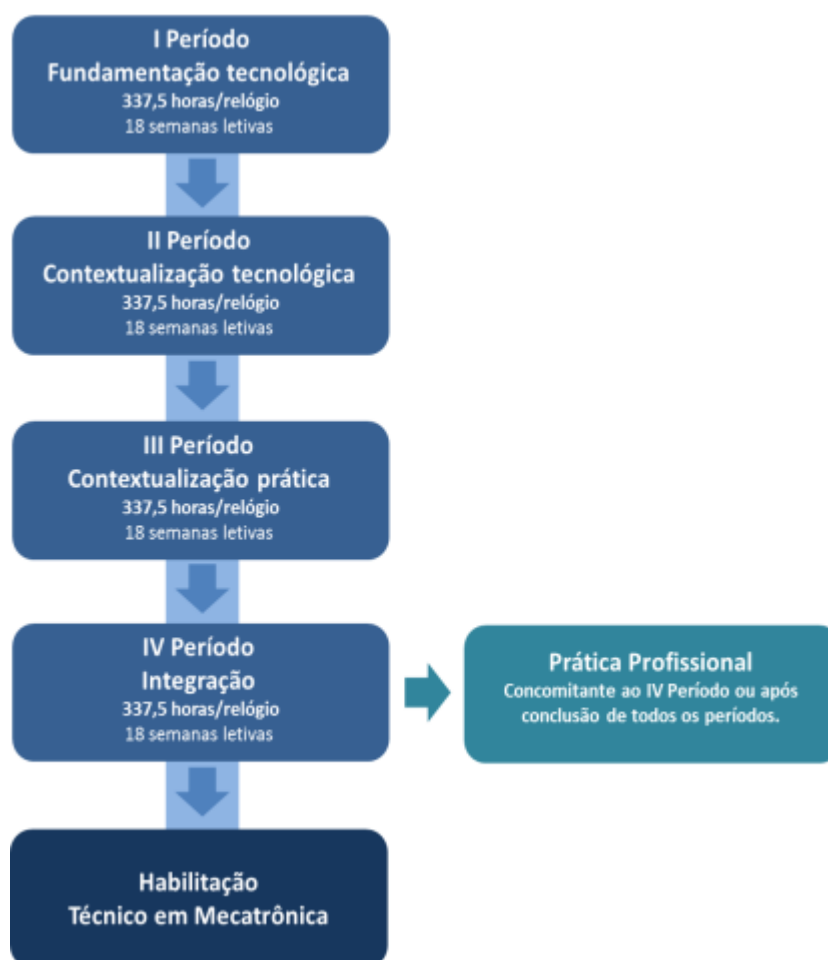 I Período
Fundamentação tecnológica
337,5 horas/relógio
18 semanas letivas
II Período
Contextualização tecnológica
337,5 horas/relógio
18 semanas letivas
III Período
Contextualização prática
337,5 horas/relógio
18 semanas letivas
IV Período
Integração
337,5 horas/relógio
18 semanas letivas
Prática Profissional
Concomitante ao IV Período ou após
conclusão de todos os períodos.
Habilitação
Técnico em Mecatrônica